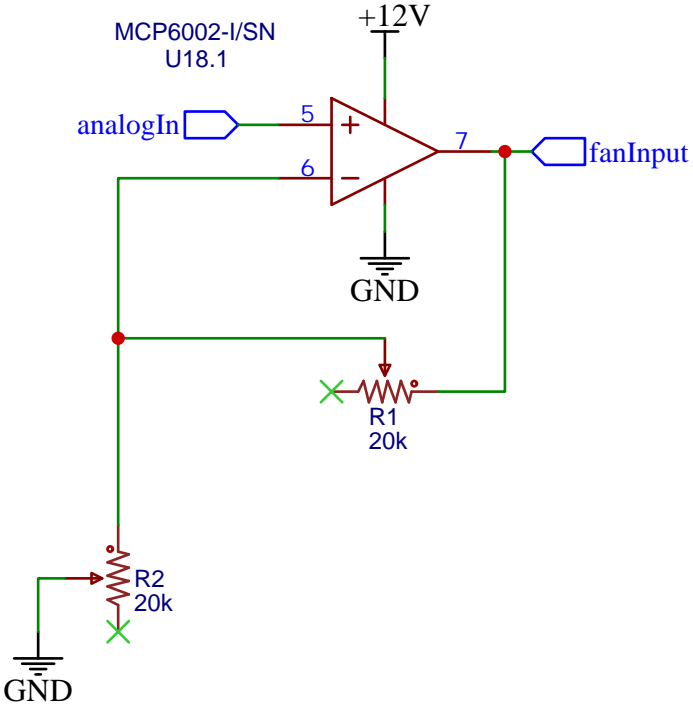 +12V
MCP6002-I/SN
U18.1
analogIn
5
+
6
−
7
fanInput
GND
R1
20k
R2
20k
GND